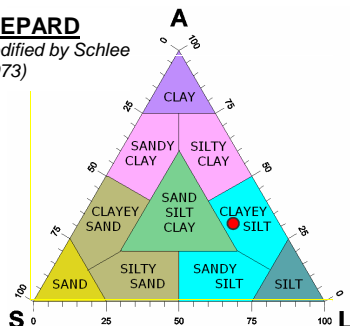 EPARD
dified by Schlee
973)
A
0
100
CLAY
25
75
SANDY
CLAY
SILTY
CLAY
50
50
SAND
SILT
CLAY
CLAYEY
SAND
CLAYEY
SILT
75
25
SILTY
SAND
SANDY
SILT
SAND
SILT
100
0
S
0
25
50
75
100
L